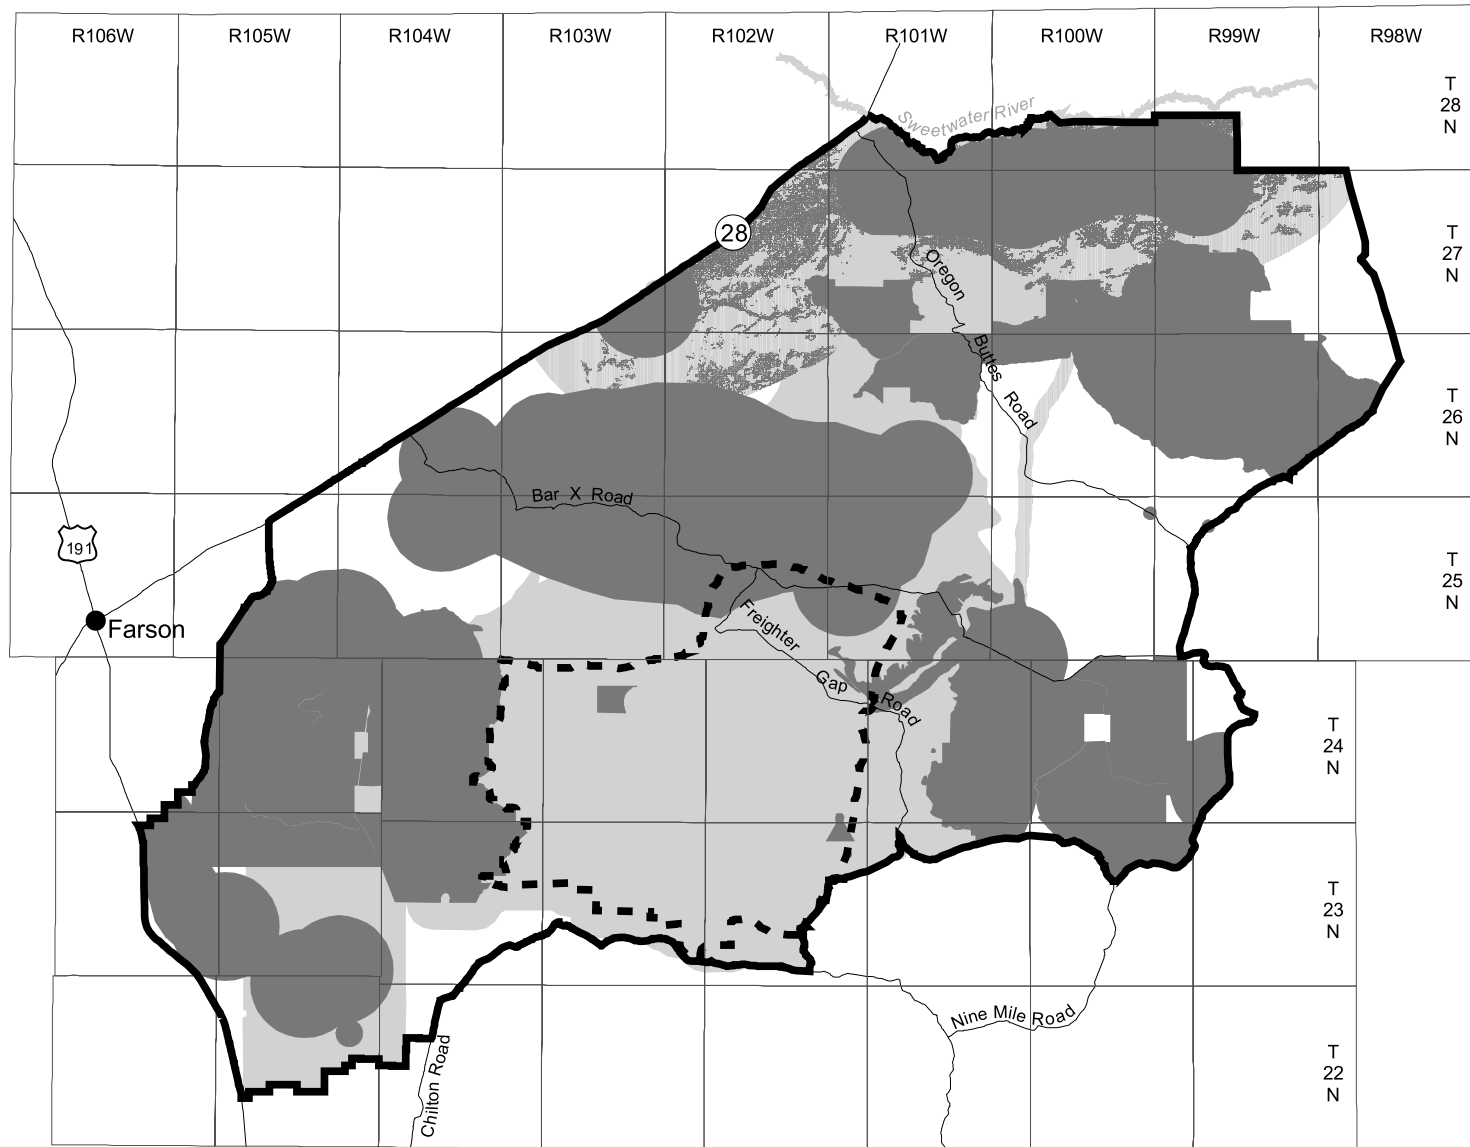 R106W R105W R104W R103W R102W R101W R100W R99W R98W
T
28
N
Sweetwater River
28
T
27
N
Oregon Buttes Road
T
26
N
Bar X Road
191
T
25
N
Farson
Freighter Gap Road
T
24
N
T
23
N
Nine Mile Road
T
22
N
Chilton Road